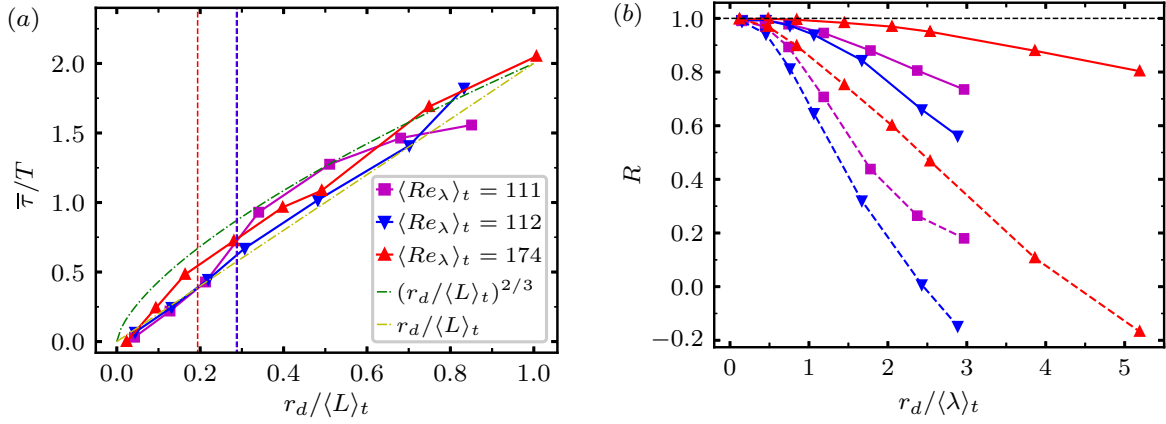 (a)
2.0
1.5
1.0
0.5
0.0
τ̅/T
0.0 0.2 0.4 0.6 0.8 1.0
r_d/⟨L⟩_t
⟨Re_λ⟩_t = 111
⟨Re_λ⟩_t = 112
⟨Re_λ⟩_t = 174
(r_d/⟨L⟩_t)^{2/3}
r_d/⟨L⟩_t
(b)
1.0
0.8
0.6
0.4
0.2
0.0
−0.2
R
0 1 2 3 4 5
r_d/⟨λ⟩_t